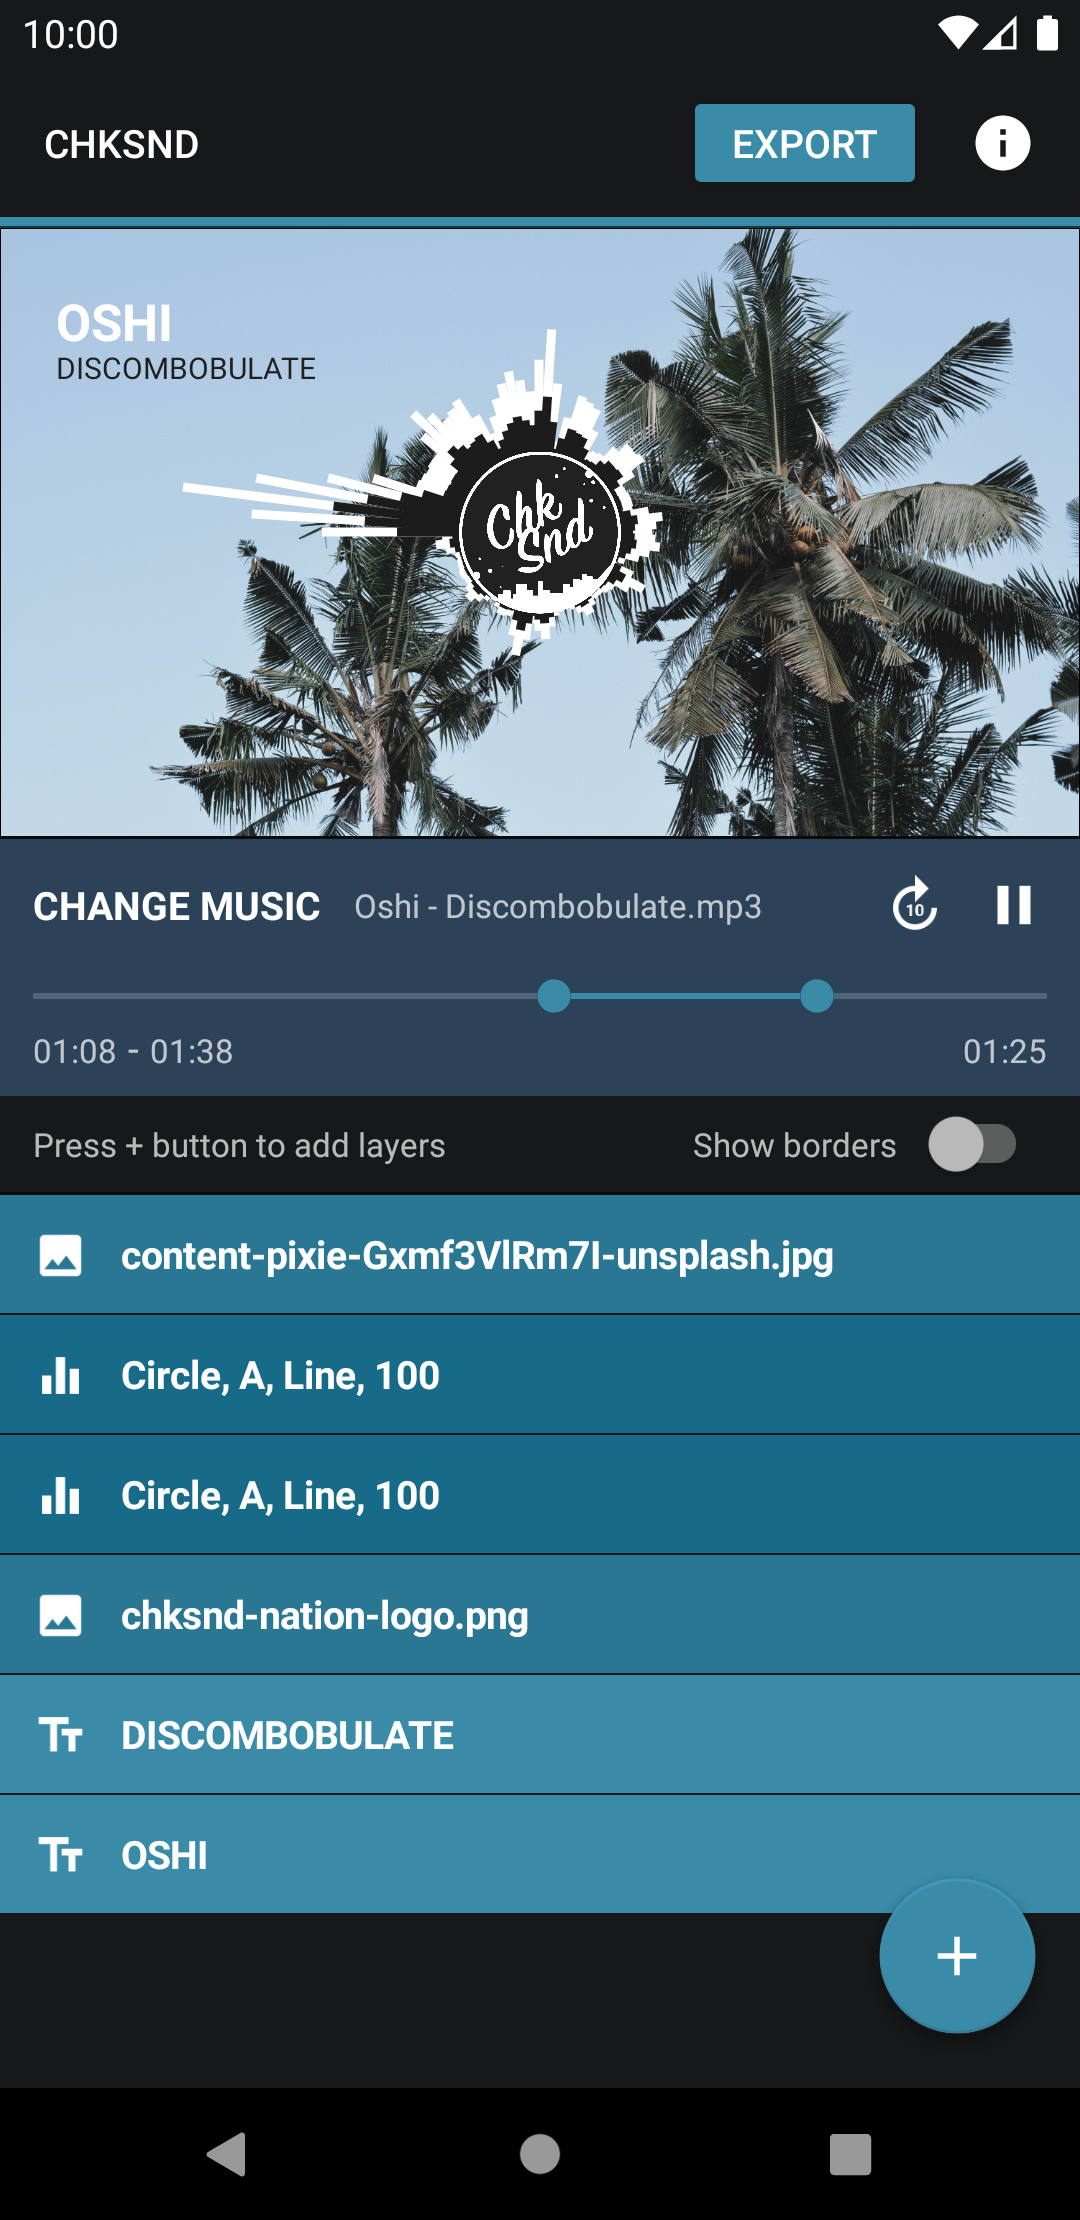 10:00
CHKSND
EXPORT
OSHI
DISCOMBOBULATE
Chk
Snd
CHANGE MUSIC Oshi - Discombobulate.mp3
10
01:08 - 01:38
01:25
Press + button to add layers
Show borders
content-pixie-Gxmf3VlRm7I-unsplash.jpg
Circle, A, Line, 100
Circle, A, Line, 100
chksnd-nation-logo.png
DISCOMBOBULATE
OSHI